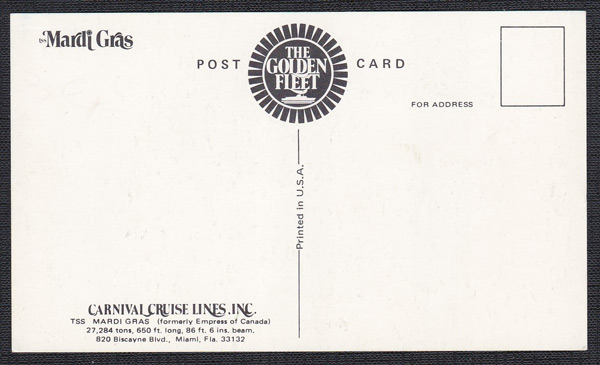 tss Mardi Gras
POST CARD
THE
GOLDEN
FLEET
FOR ADDRESS
Printed in U.S.A.
CARNIVAL CRUISE LINES, INC.
TSS MARDI GRAS (formerly Empress of Canada)
27,284 tons, 650 ft. long, 86 ft. 6 ins. beam.
820 Biscayne Blvd., Miami, Fla. 33132